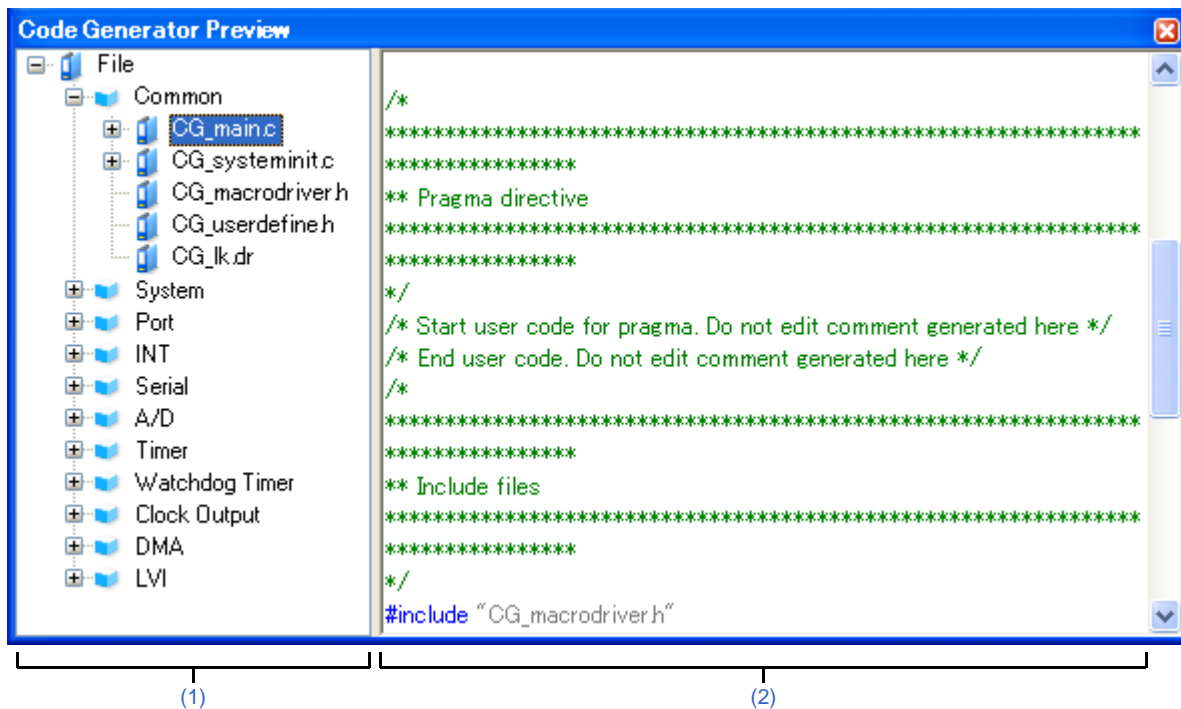 Code Generator Preview
File
Common
CG_main.c
CG_systeminit.c
CG_macrodriver.h
CG_userdefine.h
CG_lk.dr
System
Port
INT
Serial
A/D
Timer
Watchdog Timer
Clock Output
DMA
LVI
/*
***************************************************************
****************
** Pragma directive
***************************************************************
****************
*/
/* Start user code for pragma. Do not edit comment generated here */
/* End user code. Do not edit comment generated here */
/*
***************************************************************
****************
** Include files
***************************************************************
****************
*/
#include "CG_macrodriver.h"
(1)
(2)